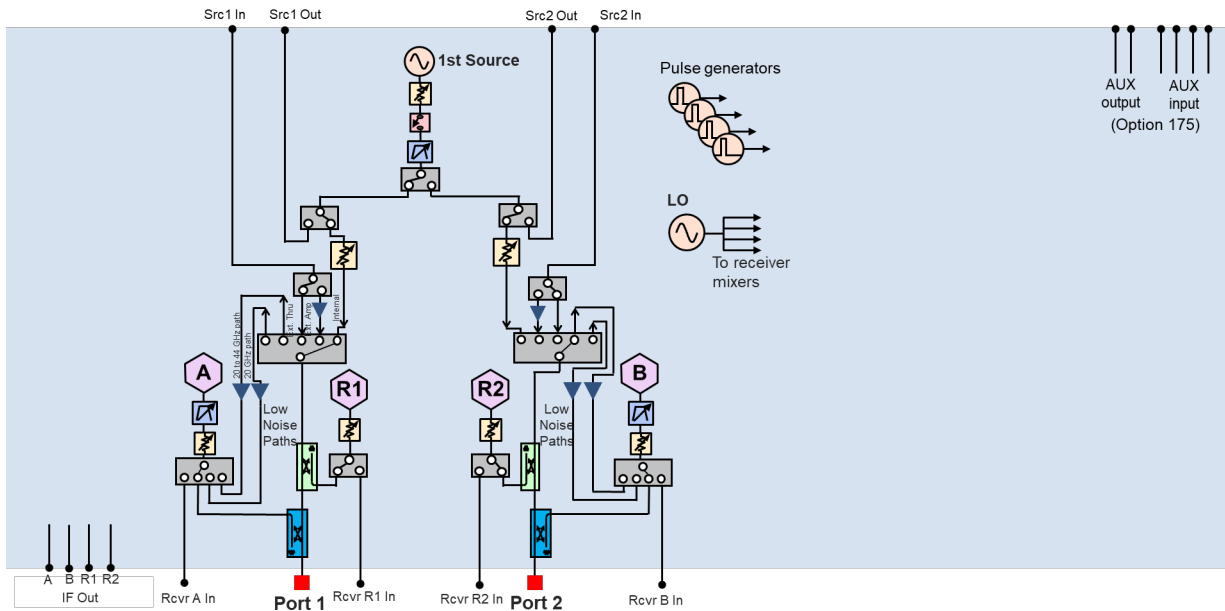 Src1 In
Src1 Out
Src2 Out
Src2 In
1st Source
Pulse generators
AUX
output
AUX
input
(Option 175)
LO
To receiver
mixers
Ext. Thru
Ext. Amp
Internal
20 to 44 GHz path
20 GHz path
A
R1
R2
B
Low
Noise
Paths
Low
Noise
Paths
A
B
R1
R2
IF Out
Rcvr A In
Port 1
Rcvr R1 In
Rcvr R2 In
Port 2
Rcvr B In